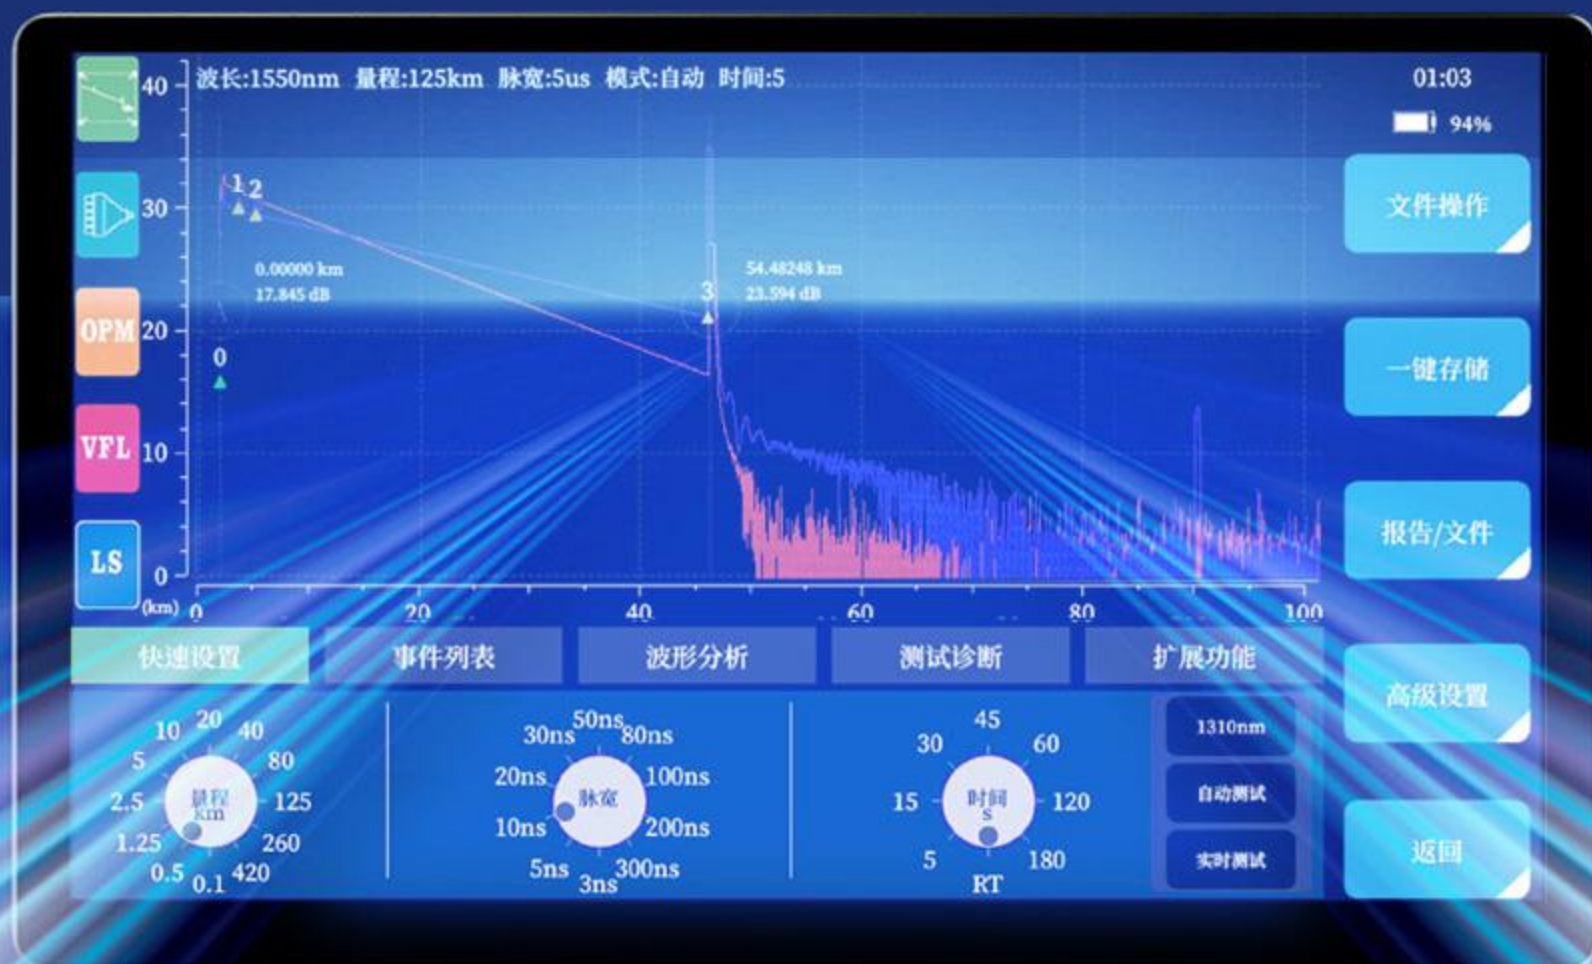 波长:1550nm 量程:125km 脉宽:5us 模式:自动 时间:5
01:03
94%
40
30
20
10
0
1
2
0.00000 km
17.845 dB
54.48248 km
23.594 dB
3
0
OPM
VFL
LS
(km)
0 20 40 60 80 100
文件操作
一键存储
报告/文件
高级设置
返回
快速设置 事件列表 波形分析 测试诊断 扩展功能
量程
km
0.1
0.5
1.25
2.5
5
10
20
40
80
125
260
420
脉宽
3ns
5ns
10ns
20ns
30ns
50ns
80ns
100ns
200ns
300ns
时间
s
RT
5
15
30
45
60
120
180
1310nm
自动测试
实时测试